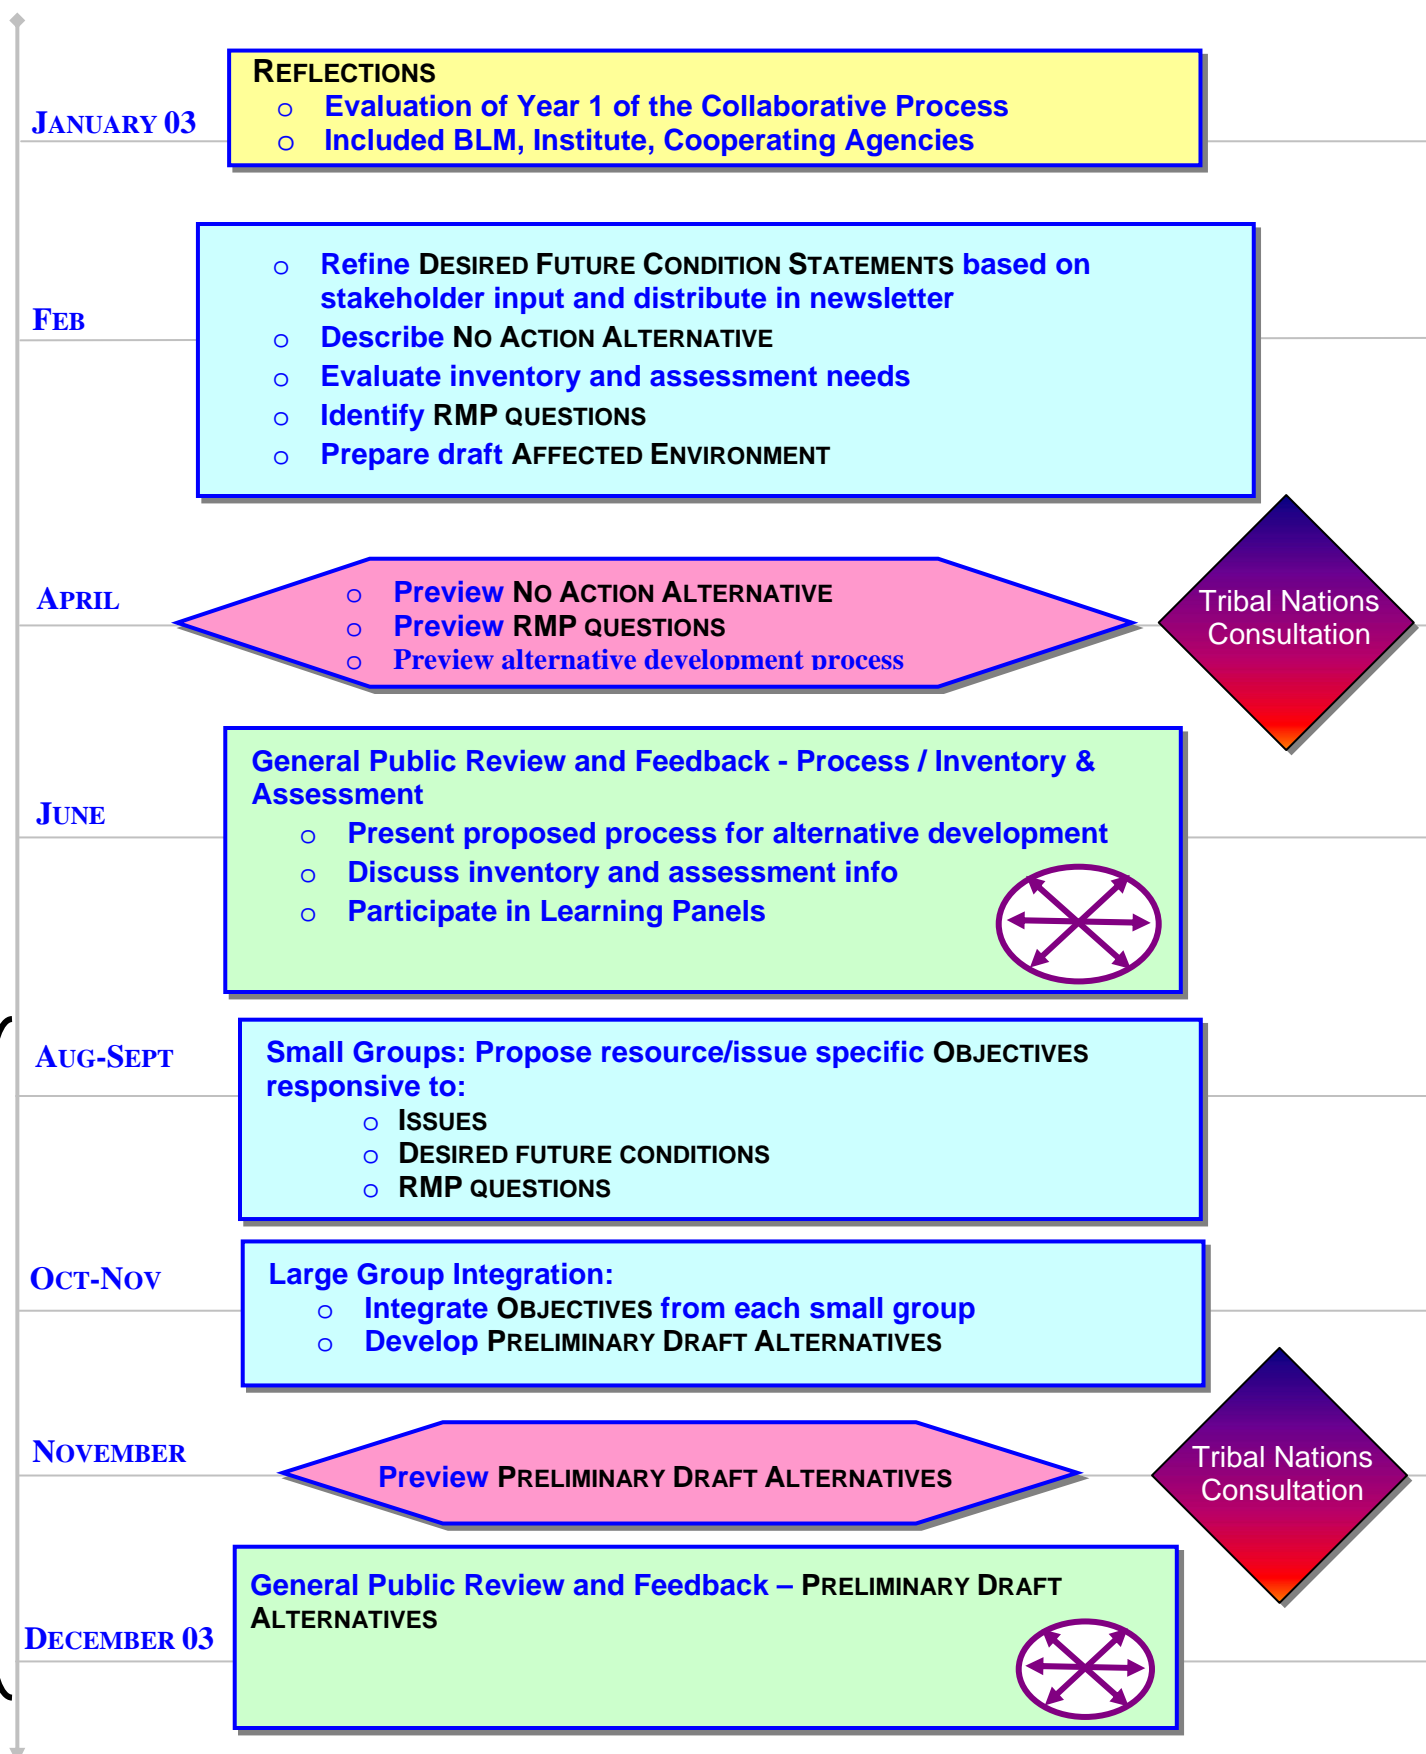 REFLECTIONS
o Evaluation of Year 1 of the Collaborative Process
JANUARY 03
o Included BLM, Institute, Cooperating Agencies
o Refine DESIRED FUTURE CONDITION STATEMENTS based on
stakeholder input and distribute in newsletter
FEB
o Describe NO ACTION ALTERNATIVE
o Evaluate inventory and assessment needs
o Identify RMP QUESTIONS
o Prepare draft AFFECTED ENVIRONMENT
APRIL
o Preview NO ACTION ALTERNATIVE
o Preview RMP QUESTIONS
o Preview alternative development process
Tribal Nations
Consultation
General Public Review and Feedback - Process / Inventory &
Assessment
JUNE
o Present proposed process for alternative development
o Discuss inventory and assessment info
o Participate in Learning Panels
AUG-SEPT
Small Groups: Propose resource/issue specific OBJECTIVES
responsive to:
o ISSUES
o DESIRED FUTURE CONDITIONS
o RMP QUESTIONS
OCT-NOV
Large Group Integration:
o Integrate OBJECTIVES from each small group
o Develop PRELIMINARY DRAFT ALTERNATIVES
NOVEMBER
Preview PRELIMINARY DRAFT ALTERNATIVES
Tribal Nations
Consultation
General Public Review and Feedback – PRELIMINARY DRAFT
ALTERNATIVES
DECEMBER 03